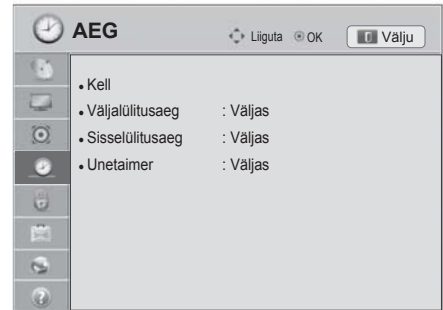 AEG Liiguta OK Välju
• Kell
• Väljalülitusaeg : Väljas
• Sisselülitusaeg : Väljas
• Unetaimer : Väljas